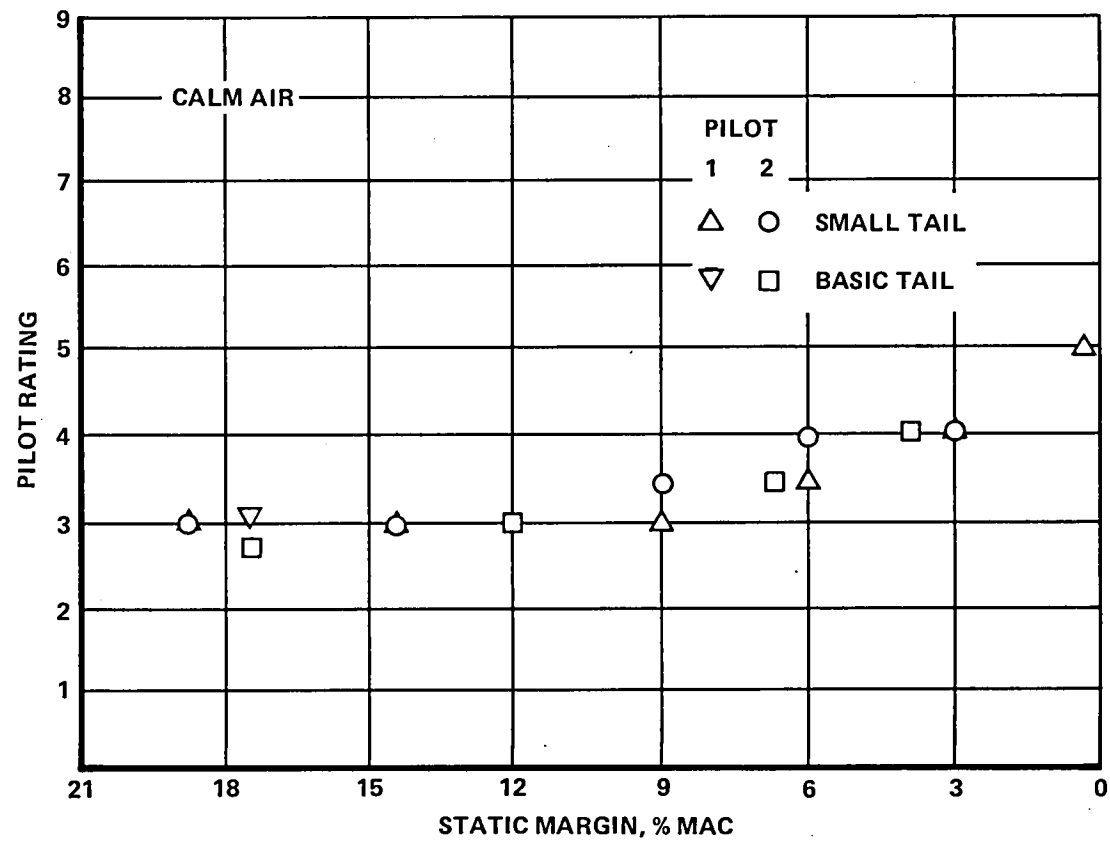 9
8
7
6
5
4
3
2
1
PILOT RATING
CALM AIR
PILOT
1 2
SMALL TAIL
BASIC TAIL
21 18 15 12 9 6 3 0
STATIC MARGIN, % MAC